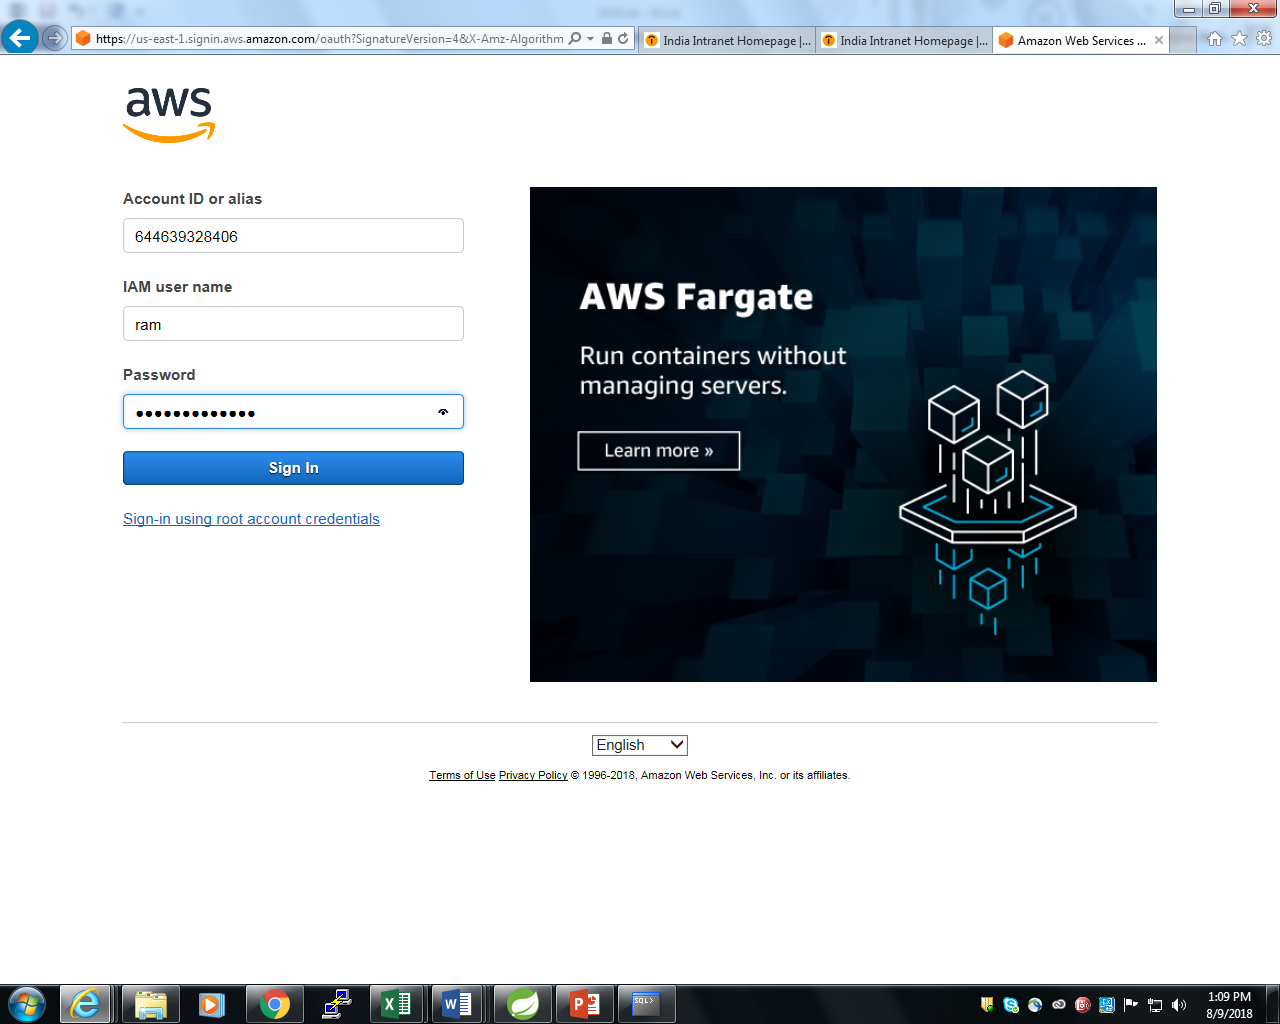 https://us-east-1.signin.aws.amazon.com/oauth?SignatureVersion=4&X-Amz-Algorithm
India Intranet Homepage |...
India Intranet Homepage |...
Amazon Web Services ...
aws
Account ID or alias
644639328406
IAM user name
ram
Password
Sign In
Sign-in using root account credentials
AWS Fargate
Run containers without
managing servers.
Learn more »
English
Terms of Use Privacy Policy © 1996-2018, Amazon Web Services, Inc. or its affiliates.
SQL>
1:09 PM
8/9/2018